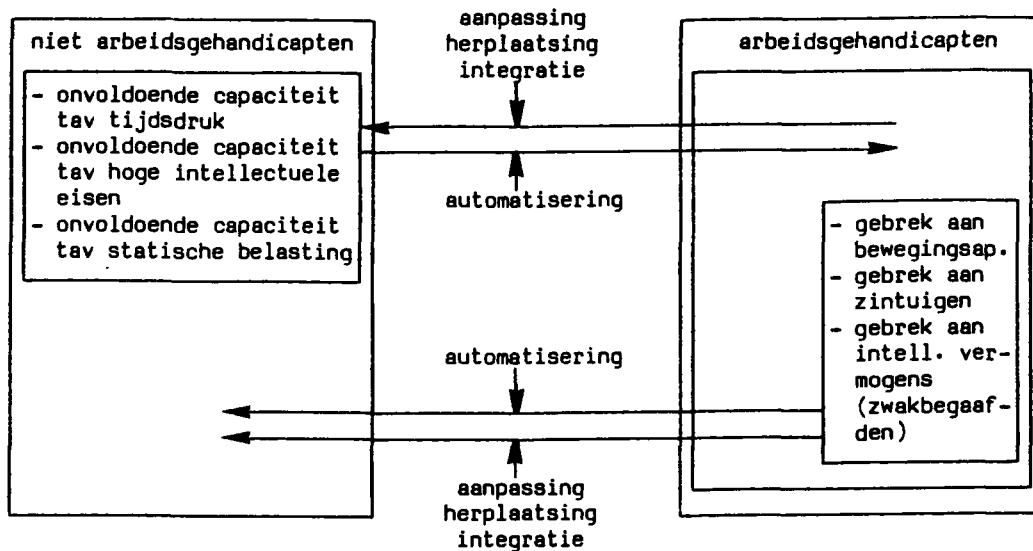 niet arbeidsgehandicapten
- onvoldoende capaciteit
tav tijdsdruk
- onvoldoende capaciteit
tav hoge intellectuele
eisen
- onvoldoende capaciteit
tav statische belasting
aanpassing
herplaatsing
integratie
automatisering
automatisering
aanpassing
herplaatsing
integratie
arbeidsgehandicapten
- gebrek aan
bewegingsap.
- gebrek aan
zintuigen
- gebrek aan
intell. ver-
mogens
(zwakbegaaf-
den)